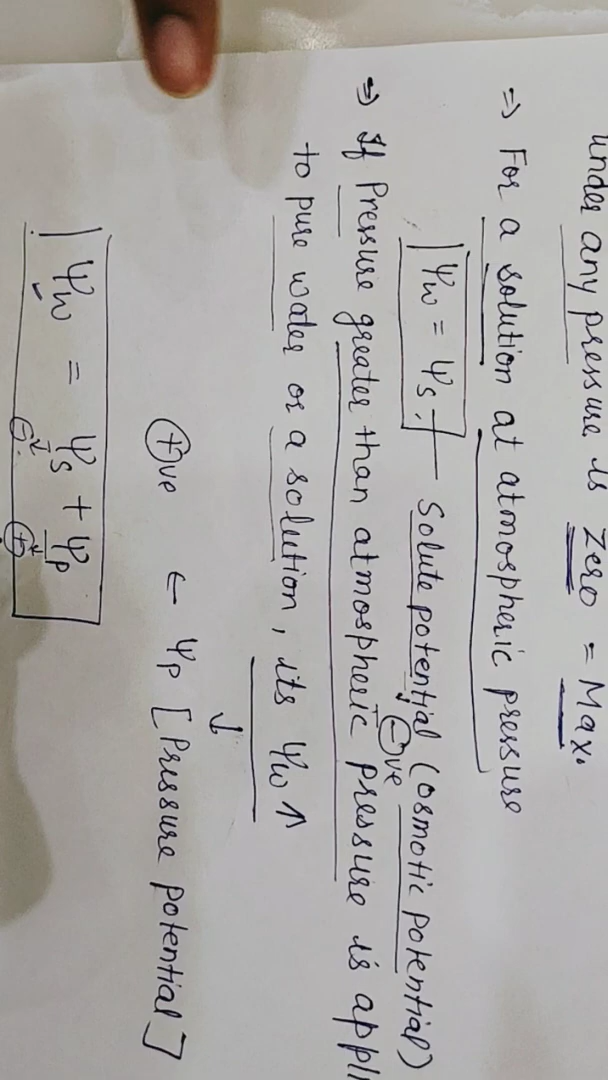 under any pressure is Zero = Max.
⇒ For a solution at atmospheric pressure
Ψw = Ψs. Solute potential (osmotic potential)
⊖ve
⇒ If Pressure greater than atmospheric pressure is appli
to pure water or a solution, its Ψw ↑
↓
⊕ve ← Ψp [Pressure potential]
Ψw = Ψs + Ψp
⊖ ⊕